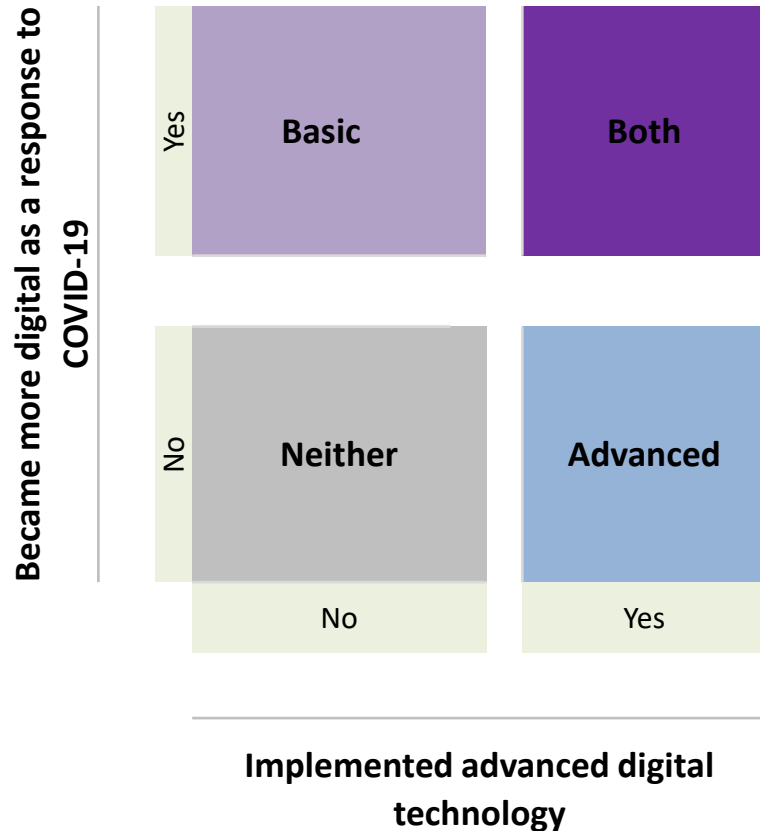 Became more digital as a response to
COVID-19
Yes
Basic
Both
No
Neither
Advanced
No
Yes
Implemented advanced digital
technology